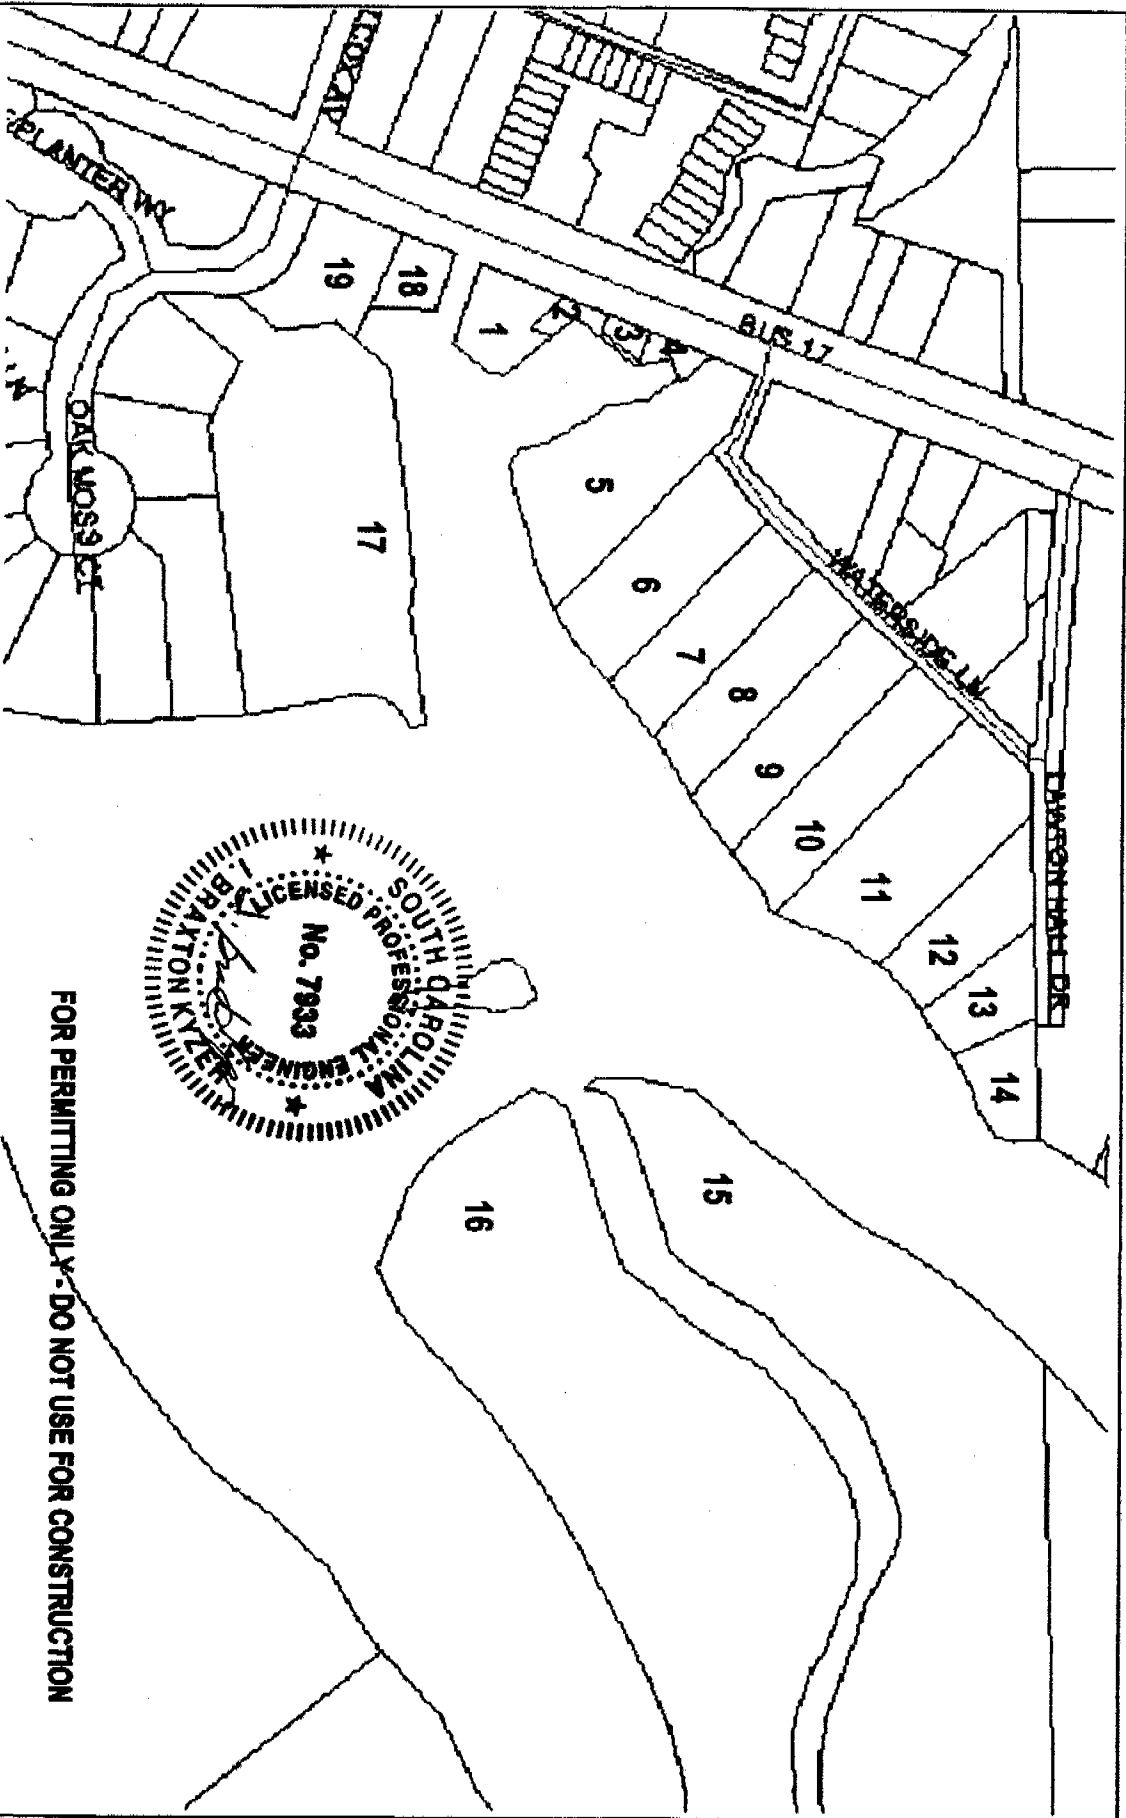 COX AV
PLANTER WY
OAK MOSS CT
BUS 17
WATERSIDE LN
LAWTON HALL DR
1
2
3
4
5
6
7
8
9
10
11
12
13
14
15
16
17
18
19
SOUTH CAROLINA
LICENSED PROFESSIONAL ENGINEER
No. 7933
J. BRAXTON KYZER
FOR PERMITTING ONLY - DO NOT USE FOR CONSTRUCTION